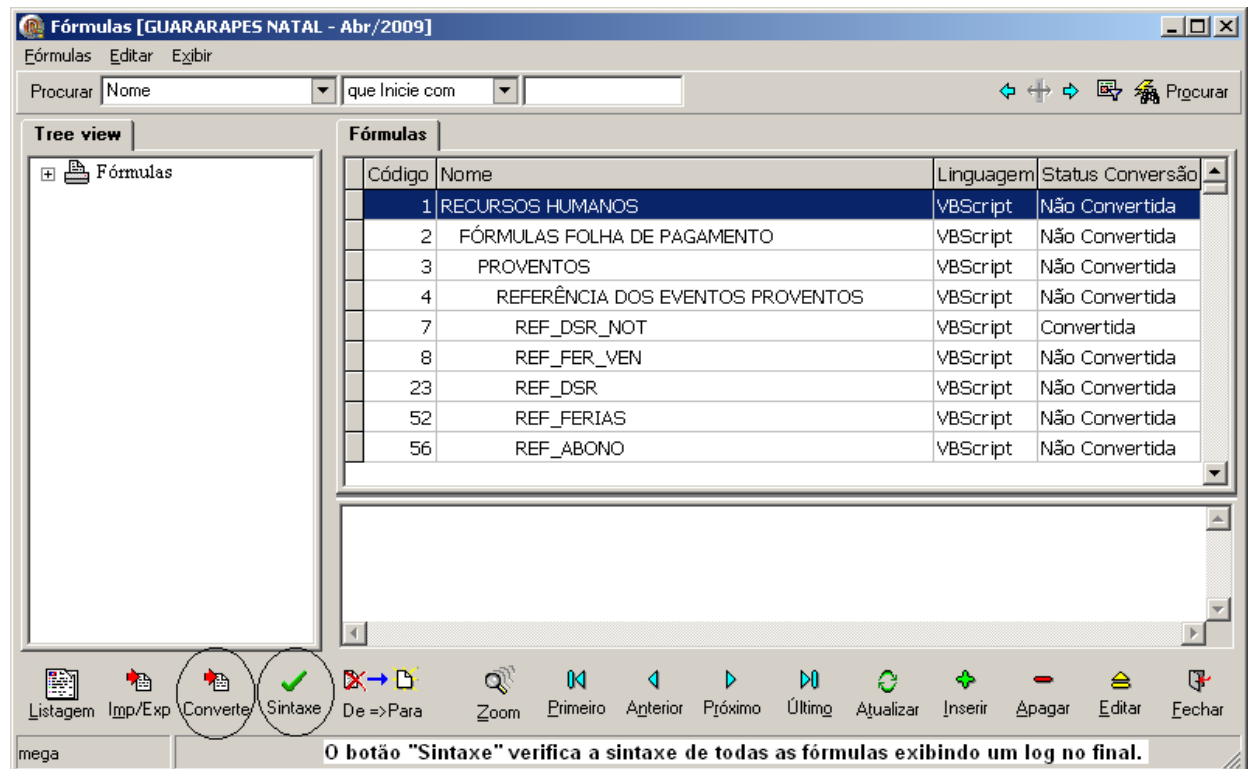 Fórmulas [GUARARAPES NATAL - Abr/2009]
Fórmulas Editar Exibir
Procurar Nome que Inicie com Procurar
Tree view Fórmulas
Fórmulas
Código Nome Linguagem Status Conversão
1 RECURSOS HUMANOS VBScript Não Convertida
2 FÓRMULAS FOLHA DE PAGAMENTO VBScript Não Convertida
3 PROVENTOS VBScript Não Convertida
4 REFERÊNCIA DOS EVENTOS PROVENTOS VBScript Não Convertida
7 REF_DSR_NOT VBScript Convertida
8 REF_FER_VEN VBScript Não Convertida
23 REF_DSR VBScript Não Convertida
52 REF_FERIAS VBScript Não Convertida
56 REF_ABONO VBScript Não Convertida
Listagem Imp/Exp Converte Sintaxe De =>Para Zoom Primeiro Anterior Próximo Último Atualizar Inserir Apagar Editar Fechar
mega O botão "Sintaxe" verifica a sintaxe de todas as fórmulas exibindo um log no final.